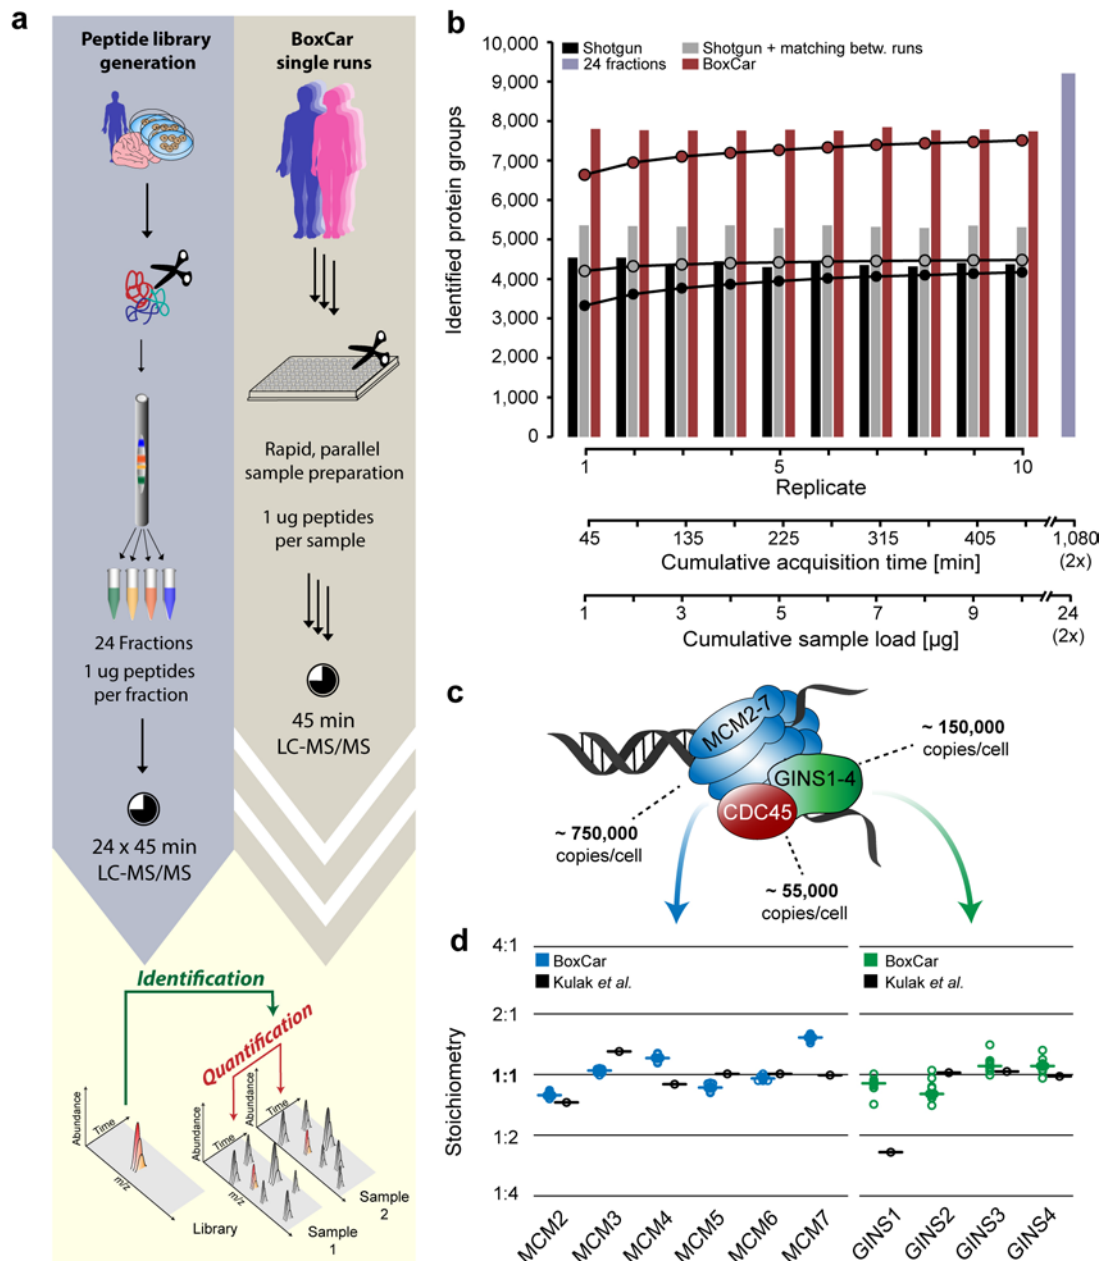 a
Peptide library
generation
BoxCar
single runs
Rapid, parallel
sample preparation
1 ug peptides
per sample
24 Fractions
1 ug peptides
per fraction
45 min
LC-MS/MS
24 x 45 min
LC-MS/MS
Identification
Quantification
Abundance
Time
m/z
Library
Abundance
Time
m/z
Sample
1
Abundance
Time
Sample
2
b
Shotgun
24 fractions
Shotgun + matching betw. runs
BoxCar
Identified protein groups
10,000
9,000
8,000
7,000
6,000
5,000
4,000
3,000
2,000
1,000
0
1 5 10
Replicate
45 135 225 315 405 1,080
Cumulative acquisition time [min] (2x)
1 3 5 7 9 24
Cumulative sample load [µg] (2x)
c
MCM2-7
GINS1-4
CDC45
~ 150,000
copies/cell
~ 750,000
copies/cell
~ 55,000
copies/cell
d
Stoichiometry
4:1
2:1
1:1
1:2
1:4
BoxCar
Kulak et al.
BoxCar
Kulak et al.
MCM2 MCM3 MCM4 MCM5 MCM6 MCM7 GINS1 GINS2 GINS3 GINS4